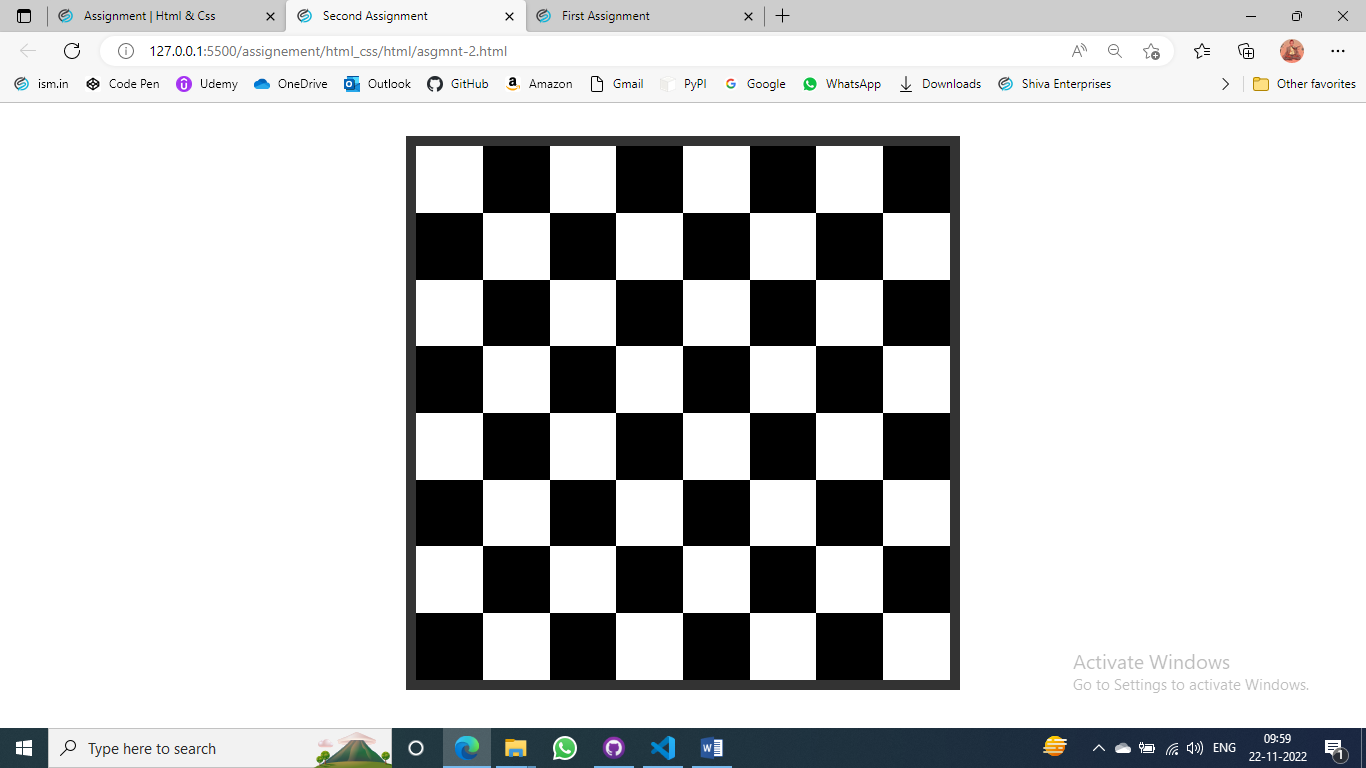 Assignment | Html & Css
Second Assignment
First Assignment
127.0.0.1:5500/assignement/html_css/html/asgmnt-2.html
ism.in
Code Pen
Udemy
OneDrive
Outlook
GitHub
Amazon
Gmail
PyPI
Google
WhatsApp
Downloads
Shiva Enterprises
Other favorites
Activate Windows
Go to Settings to activate Windows.
Type here to search
ENG
09:59
22-11-2022
1